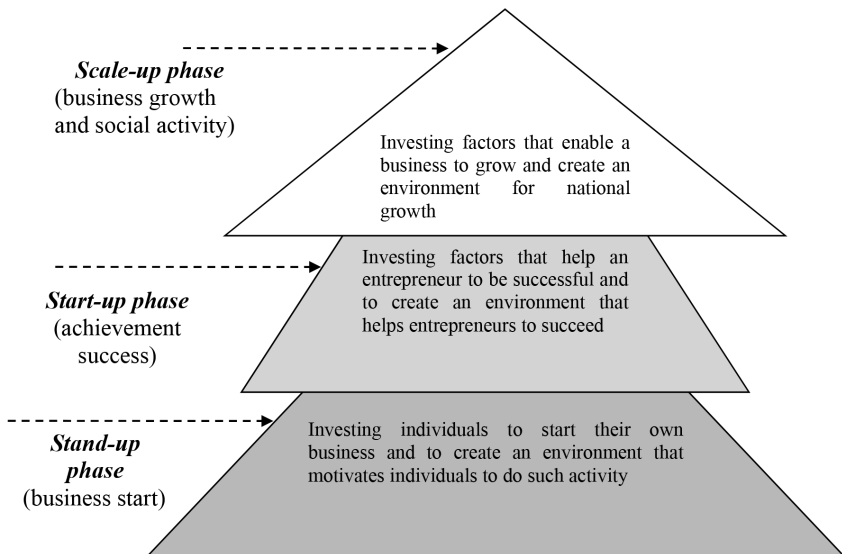 Scale-up phase
(business growth
and social activity)
Investing factors that enable a
business to grow and create an
environment for national
growth
Start-up phase
(achievement
success)
Investing factors that help an
entrepreneur to be successful and
to create an environment that
helps entrepreneurs to succeed
Stand-up
phase
(business start)
Investing individuals to start their own
business and to create an environment that
motivates individuals to do such activity